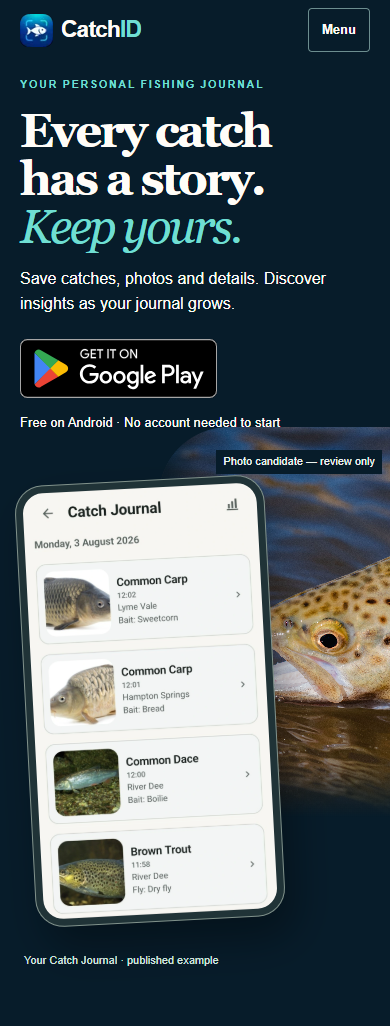 CatchID
Menu
YOUR PERSONAL FISHING JOURNAL
Every catch
has a story.
Keep yours.
Save catches, photos and details. Discover
insights as your journal grows.
GET IT ON
Google Play
Free on Android · No account needed to start
Photo candidate — review only
Catch Journal
Monday, 3 August 2026
Common Carp
12:02
Lyme Vale
Bait: Sweetcorn
Common Carp
12:01
Hampton Springs
Bait: Bread
Common Dace
12:00
River Dee
Bait: Boilie
Brown Trout
11:58
River Dee
Fly: Dry fly
Your Catch Journal · published example